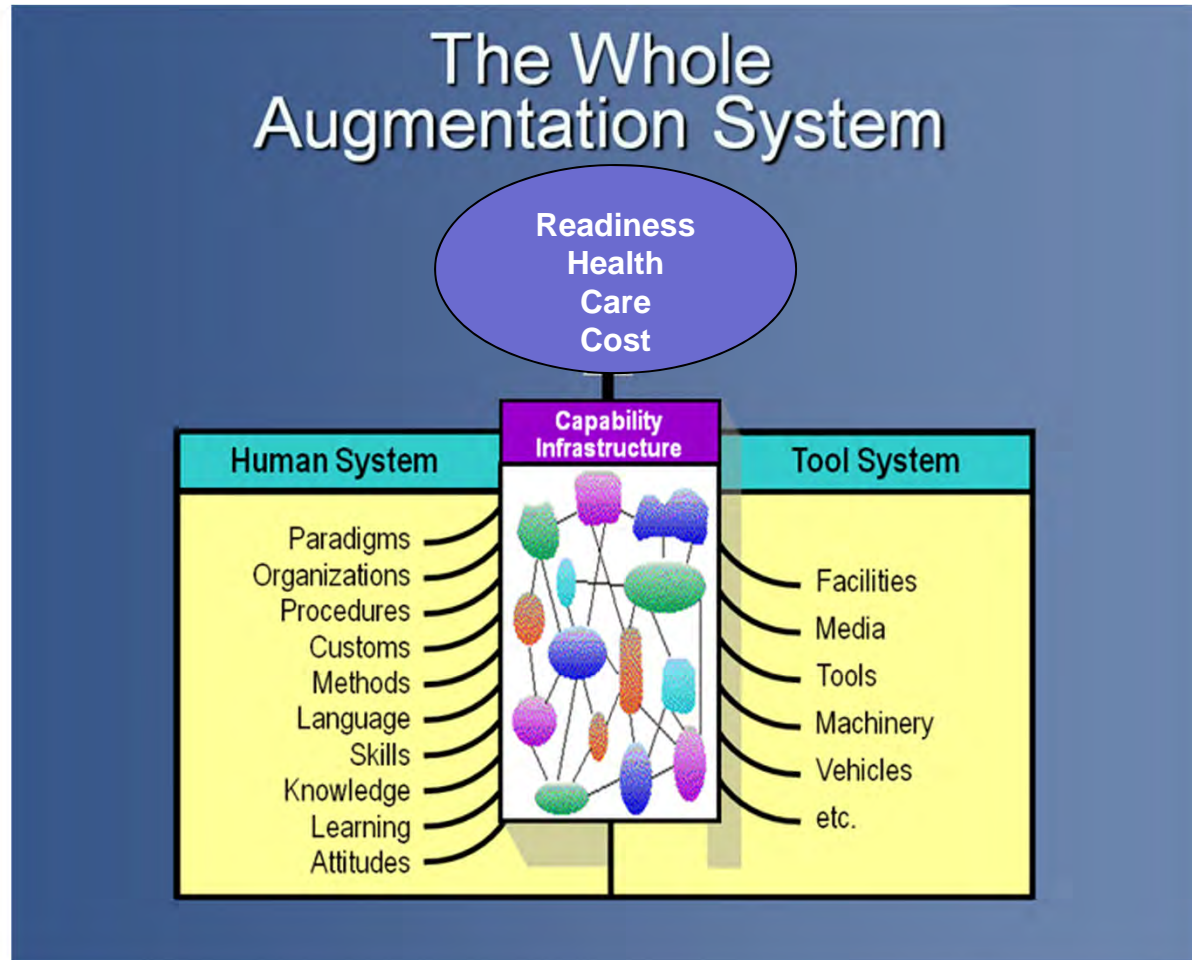 The Whole
Augmentation System
Readiness
Health
Care
Cost
Capability
Infrastructure
Human System
Tool System
Paradigms
Organizations
Procedures
Customs
Methods
Language
Skills
Knowledge
Learning
Attitudes
Facilities
Media
Tools
Machinery
Vehicles
etc.